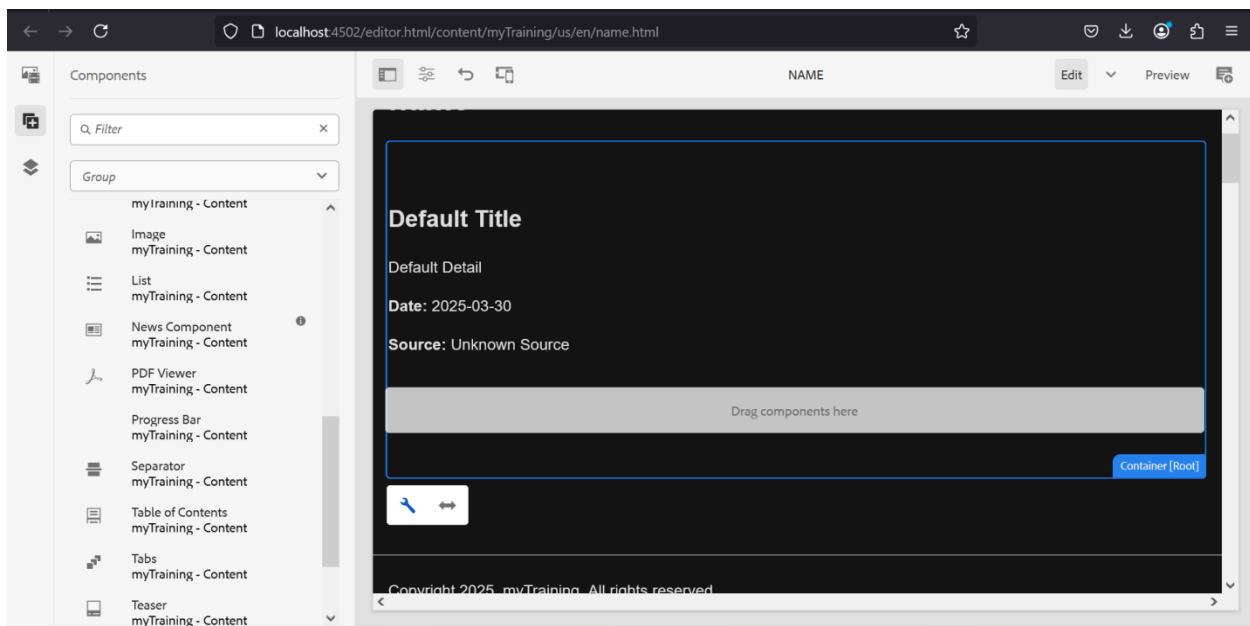 localhost:4502/editor.html/content/myTraining/us/en/name.html
Components
NAME
Edit
Preview
Filter
Group
myTraining - Content
Image
myTraining - Content
List
myTraining - Content
News Component
myTraining - Content
PDF Viewer
myTraining - Content
Progress Bar
myTraining - Content
Separator
myTraining - Content
Table of Contents
myTraining - Content
Tabs
myTraining - Content
Teaser
myTraining - Content
Default Title
Default Detail
Date: 2025-03-30
Source: Unknown Source
Drag components here
Container [Root]
Copyright 2025, myTraining. All rights reserved.